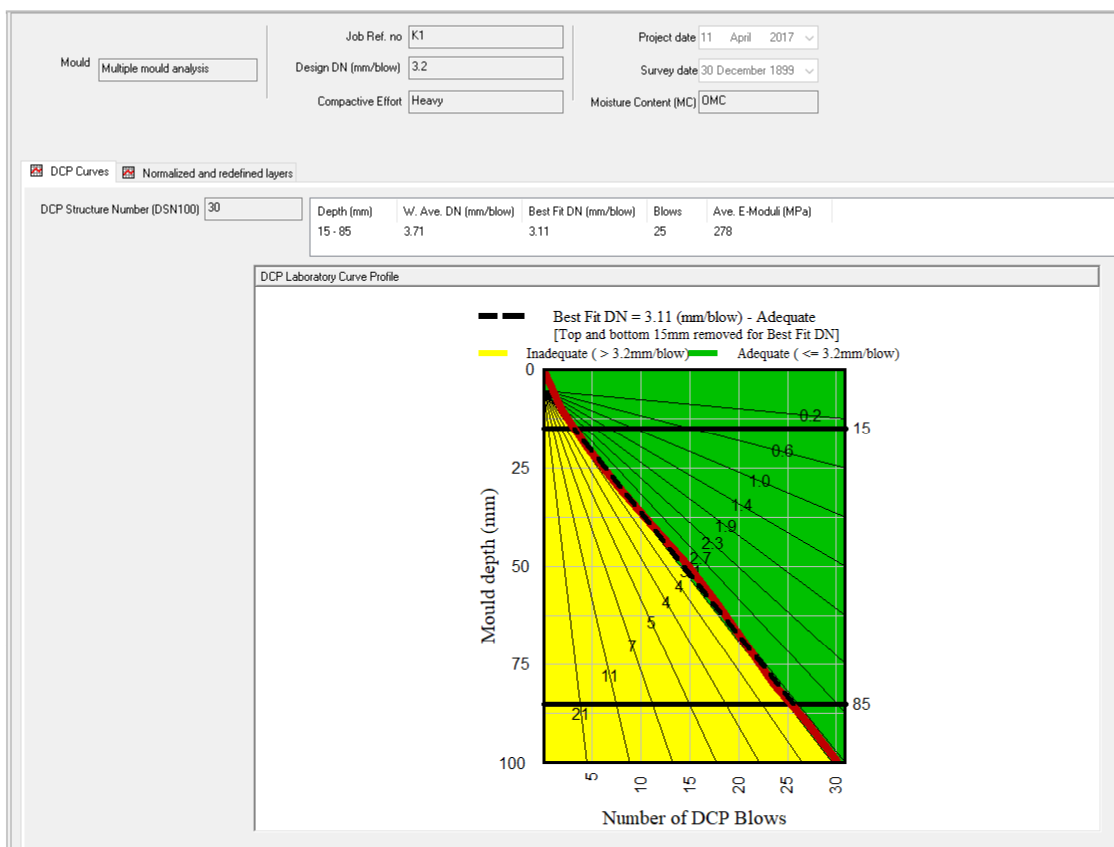 Mould Multiple mould analysis
Job Ref. no K1
Design DN (mm/blow) 3.2
Compactive Effort Heavy
Project date 11 April 2017
Survey date 30 December 1899
Moisture Content (MC) OMC
DCP Curves Normalized and redefined layers
DCP Structure Number (DSN100) 30
Depth (mm) W. Ave. DN (mm/blow) Best Fit DN (mm/blow) Blows Ave. E-Moduli (MPa)
15 - 85 3.71 3.11 25 278
DCP Laboratory Curve Profile
Best Fit DN = 3.11 (mm/blow) - Adequate
[Top and bottom 15mm removed for Best Fit DN]
Inadequate ( > 3.2mm/blow) Adequate ( <= 3.2mm/blow)
0
25
50
75
100
Mould depth (mm)
15
85
0.2
0.6
1.0
1.4
1.9
2.3
2.7
4
4
5
7
11
21
5 10 15 20 25 30
Number of DCP Blows